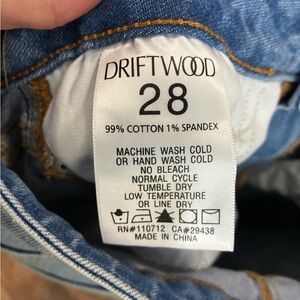 DRIFTWOOD
28
99% COTTON 1% SPANDEX
MACHINE WASH COLD
OR HAND WASH COLD
NO BLEACH
NORMAL CYCLE
TUMBLE DRY
LOW TEMPERATURE
OR LINE DRY
RN#110712 CA#29438
MADE IN CHINA